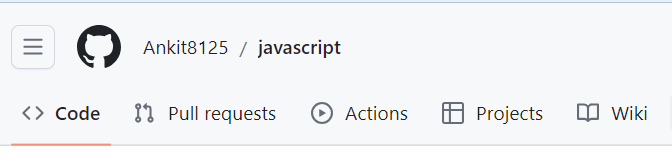 Ankit8125 / javascript
Code Pull requests Actions Projects Wiki